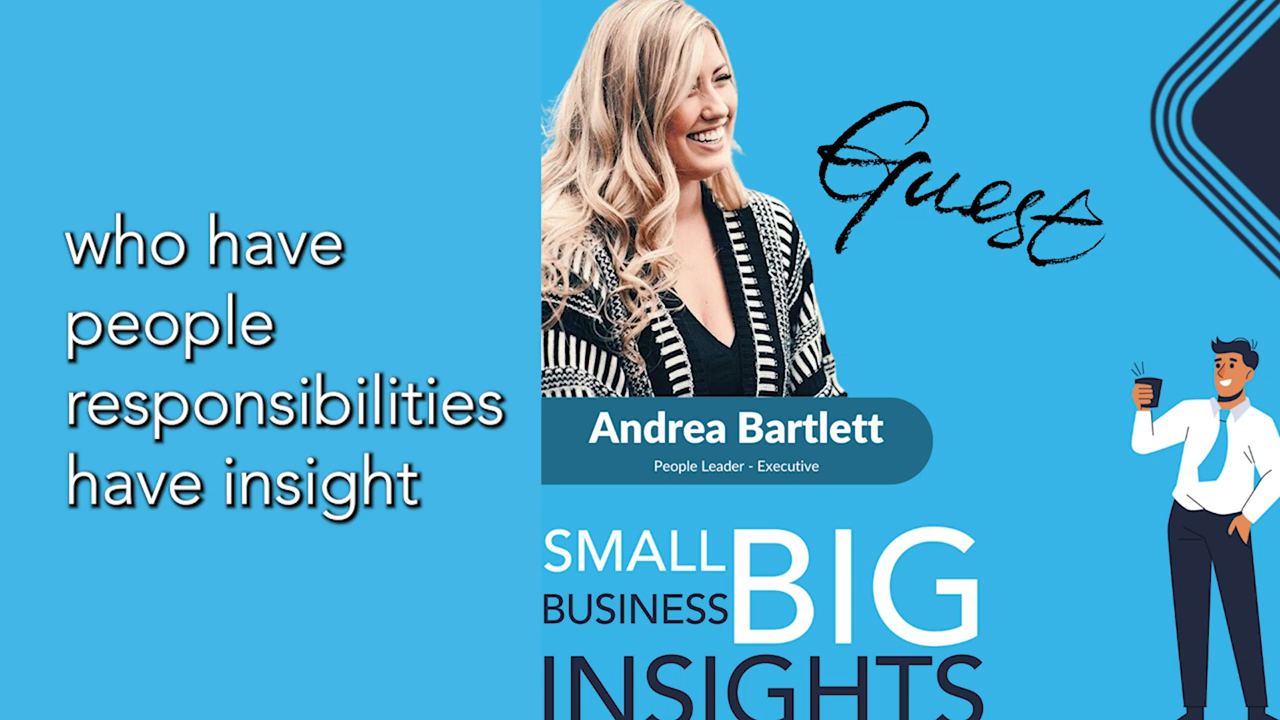 who have
people
responsibilities
have insight
Guest
Andrea Bartlett
People Leader - Executive
SMALL
BUSINESS
BIG
INSIGHTS